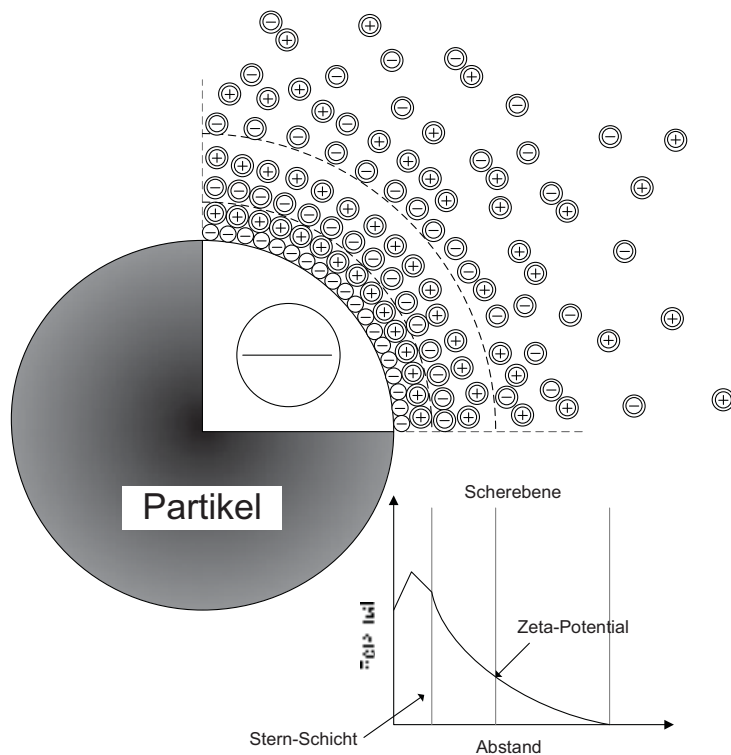 Partikel
Scherebene
Zeta-Potential
Stern-Schicht
Abstand